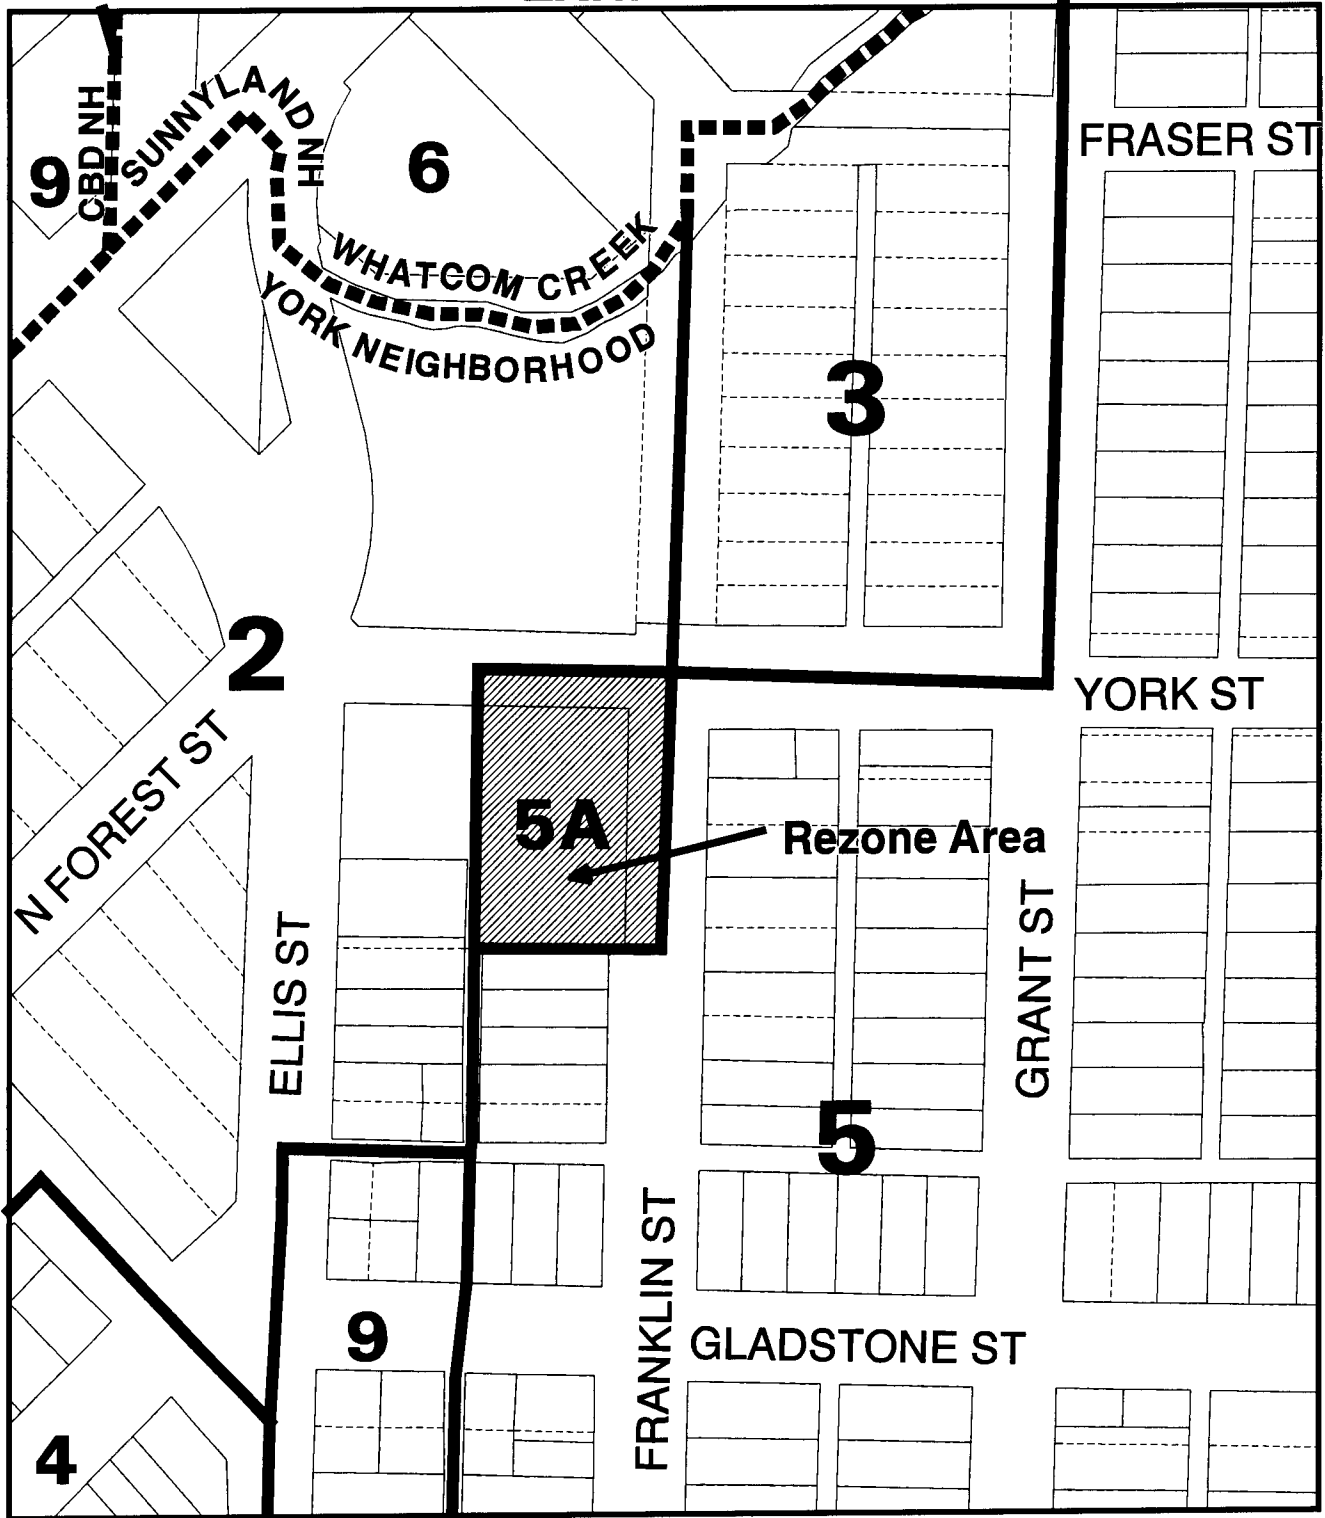 CBD NH
SUNNYLAND NH
9
6
FRASER ST
WHATCOM CREEK
YORK NEIGHBORHOOD
3
2
YORK ST
N FOREST ST
5A
Rezone Area
ELLIS ST
GRANT ST
5
FRANKLIN ST
9
GLADSTONE ST
4